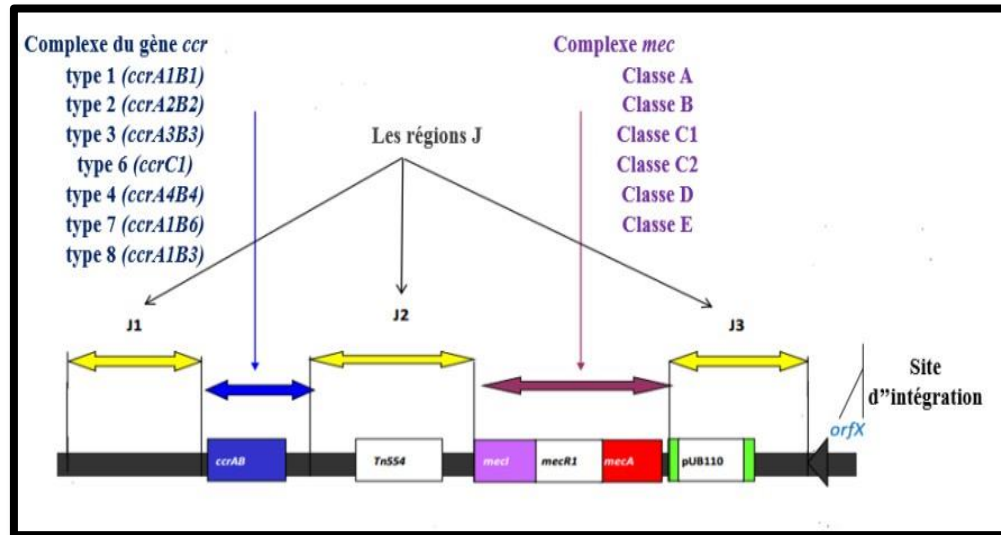 Complexe du gène ccr
type 1 (ccrA1B1)
type 2 (ccrA2B2)
type 3 (ccrA3B3)
type 6 (ccrC1)
type 4 (ccrA4B4)
type 7 (ccrA1B6)
type 8 (ccrA1B3)
Complexe mec
Classe A
Classe B
Classe C1
Classe C2
Classe D
Classe E
Les régions J
J1
J2
J3
Site
d"intégration
orfX
ccrAB
Tn554
mecI
mecR1
mecA
pUB110